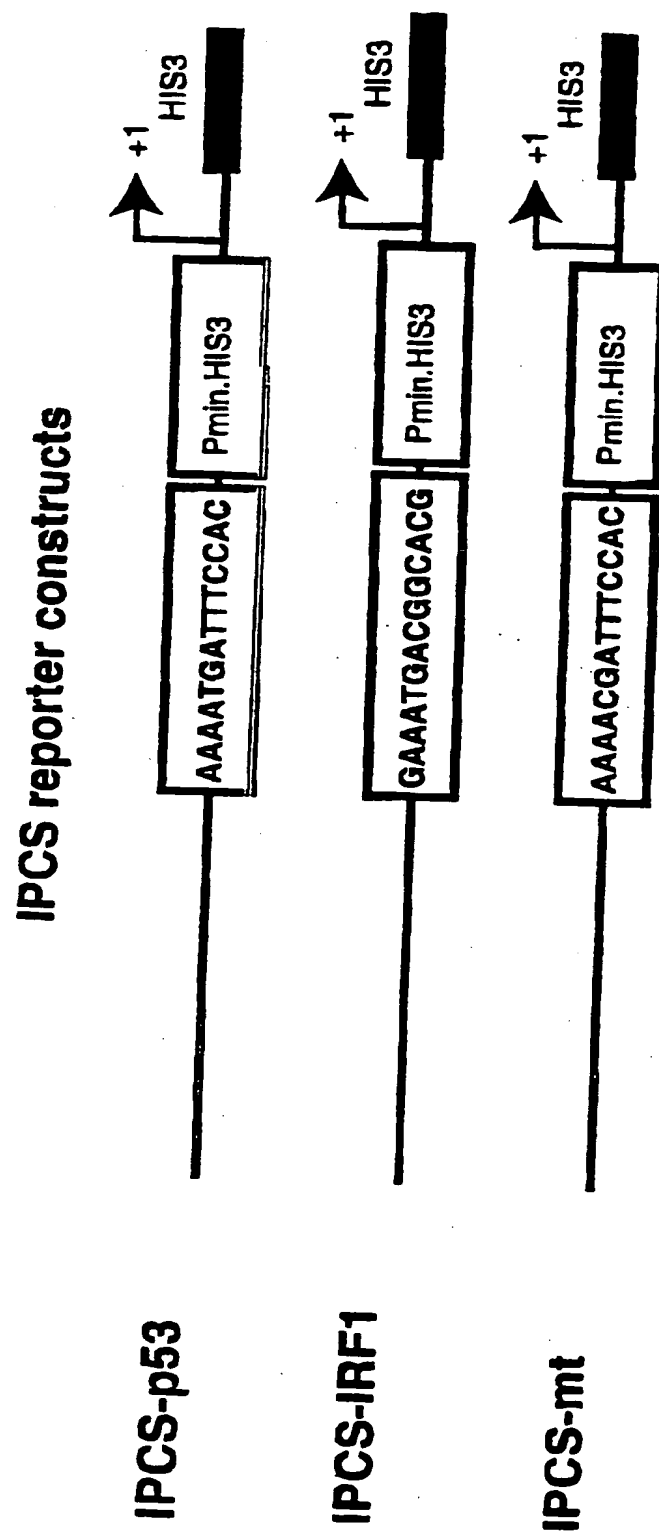 IPCS reporter constructs
IPCS-p53
AAAATGATTTCCAC
Pmin.HIS3
+1
HIS3
IPCS-IRF1
GAAATGACGGCACG
Pmin.HIS3
+1
HIS3
IPCS-mt
AAAACGATTTCCAC
Pmin.HIS3
+1
HIS3